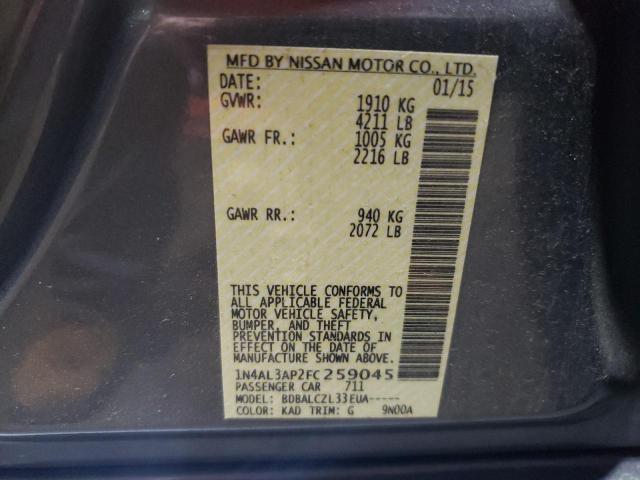 MFD BY NISSAN MOTOR CO., LTD.
DATE: 01/15
GVWR: 1910 KG
4211 LB
GAWR FR.: 1005 KG
2216 LB
GAWR RR.: 940 KG
2072 LB
THIS VEHICLE CONFORMS TO
ALL APPLICABLE FEDERAL
MOTOR VEHICLE SAFETY,
BUMPER, AND THEFT
PREVENTION STANDARDS IN
EFFECT ON THE DATE OF
MANUFACTURE SHOWN ABOVE.
1N4AL3AP2FC259045
PASSENGER CAR 711
MODEL: BDBALCZL33EUA-----
COLOR: KAD TRIM: G 9N00A